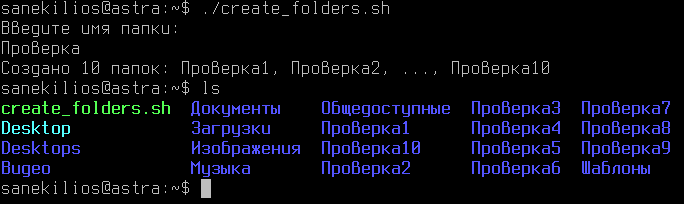 sanekilios@astra:~$ ./create_folders.sh
Введите имя папки:
Проверка
Создано 10 папок: Проверка1, Проверка2, ..., Проверка10
sanekilios@astra:~$ ls
create_folders.sh Документы Общедоступные Проверка3 Проверка7
Desktop Загрузки Проверка1 Проверка4 Проверка8
Desktops Изображения Проверка10 Проверка5 Проверка9
Видео Музыка Проверка2 Проверка6 Шаблоны
sanekilios@astra:~$